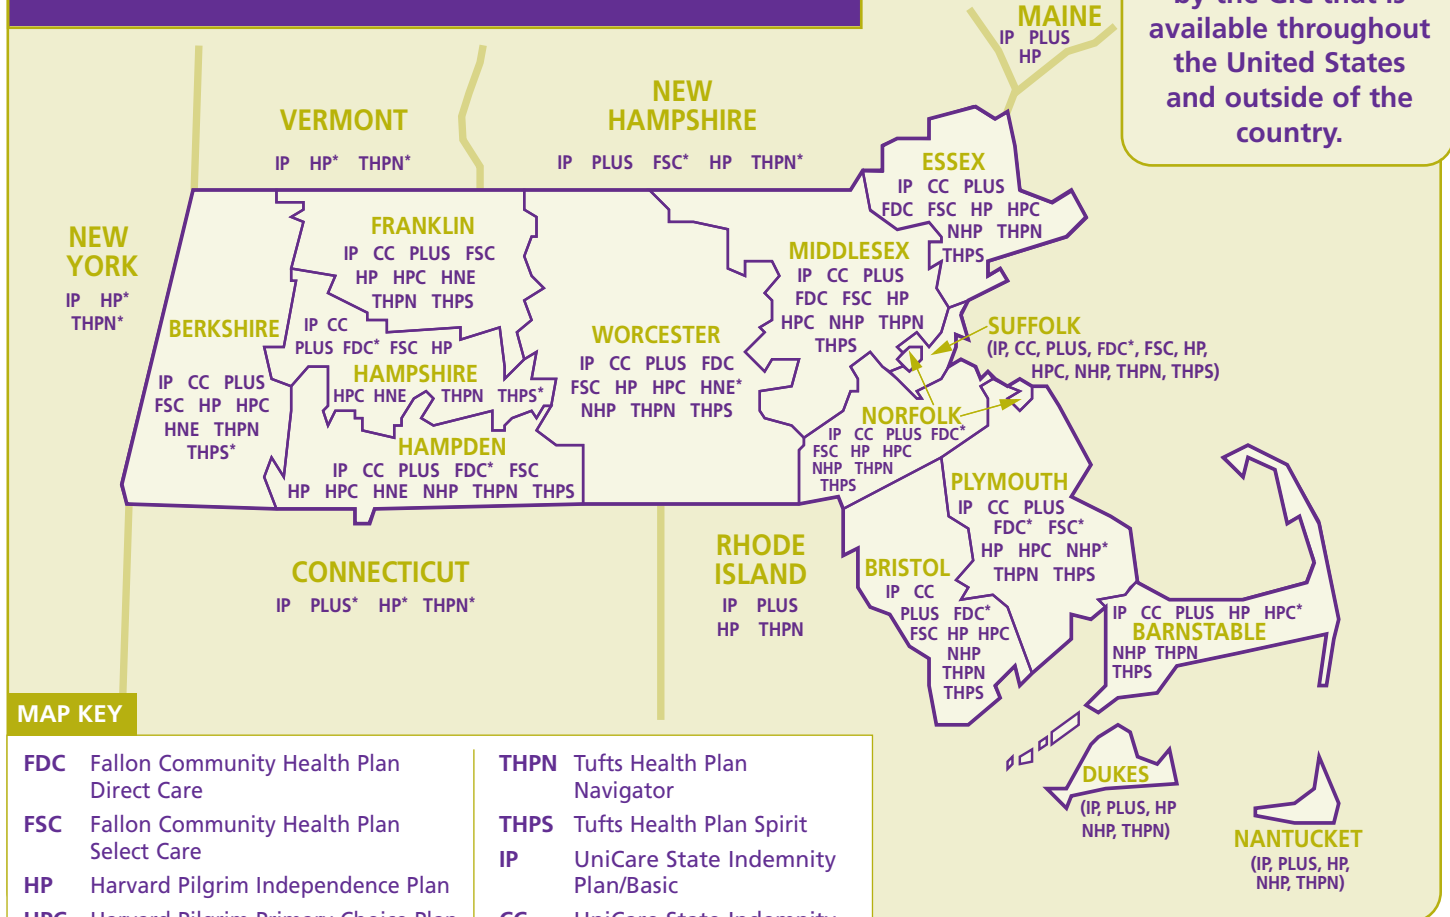 by the GIC that is
available throughout
the United States
and outside of the
country.
MAINE
IP PLUS
HP
VERMONT
IP HP* THPN*
NEW
HAMPSHIRE
IP PLUS FSC* HP THPN*
NEW
YORK
IP HP*
THPN*
ESSEX
IP CC PLUS
FDC FSC HP HPC
NHP THPN
THPS
FRANKLIN
IP CC PLUS FSC
HP HPC HNE
THPN THPS
MIDDLESEX
IP CC PLUS
FDC FSC HP
HPC NHP THPN
THPS
BERKSHIRE
IP CC PLUS
FSC HP HPC
HNE THPN
THPS*
IP CC
PLUS FDC* FSC HP
HAMPSHIRE
HPC HNE THPN THPS*
WORCESTER
IP CC PLUS FDC
FSC HP HPC HNE*
NHP THPN THPS
SUFFOLK
(IP, CC, PLUS, FDC*, FSC, HP,
HPC, NHP, THPN, THPS)
NORFOLK
IP CC PLUS FDC*
FSC HP HPC
NHP THPN
THPS
HAMPDEN
IP CC PLUS FDC* FSC
HP HPC HNE NHP THPN THPS
PLYMOUTH
IP CC PLUS
FDC* FSC*
HP HPC NHP*
THPN THPS
CONNECTICUT
IP PLUS* HP* THPN*
RHODE
ISLAND
IP PLUS
HP THPN
BRISTOL
IP CC
PLUS FDC*
FSC HP HPC
NHP
THPN
THPS
IP CC PLUS HP HPC*
BARNSTABLE
NHP THPN
THPS
DUKES
(IP, PLUS, HP
NHP, THPN)
NANTUCKET
(IP, PLUS, HP,
NHP, THPN)
MAP KEY
FDC Fallon Community Health Plan
Direct Care
FSC Fallon Community Health Plan
Select Care
HP Harvard Pilgrim Independence Plan
HPC Harvard Pilgrim Primary Choice Plan
THPN Tufts Health Plan
Navigator
THPS Tufts Health Plan Spirit
IP UniCare State Indemnity
Plan/Basic
CC UniCare State Indemnity